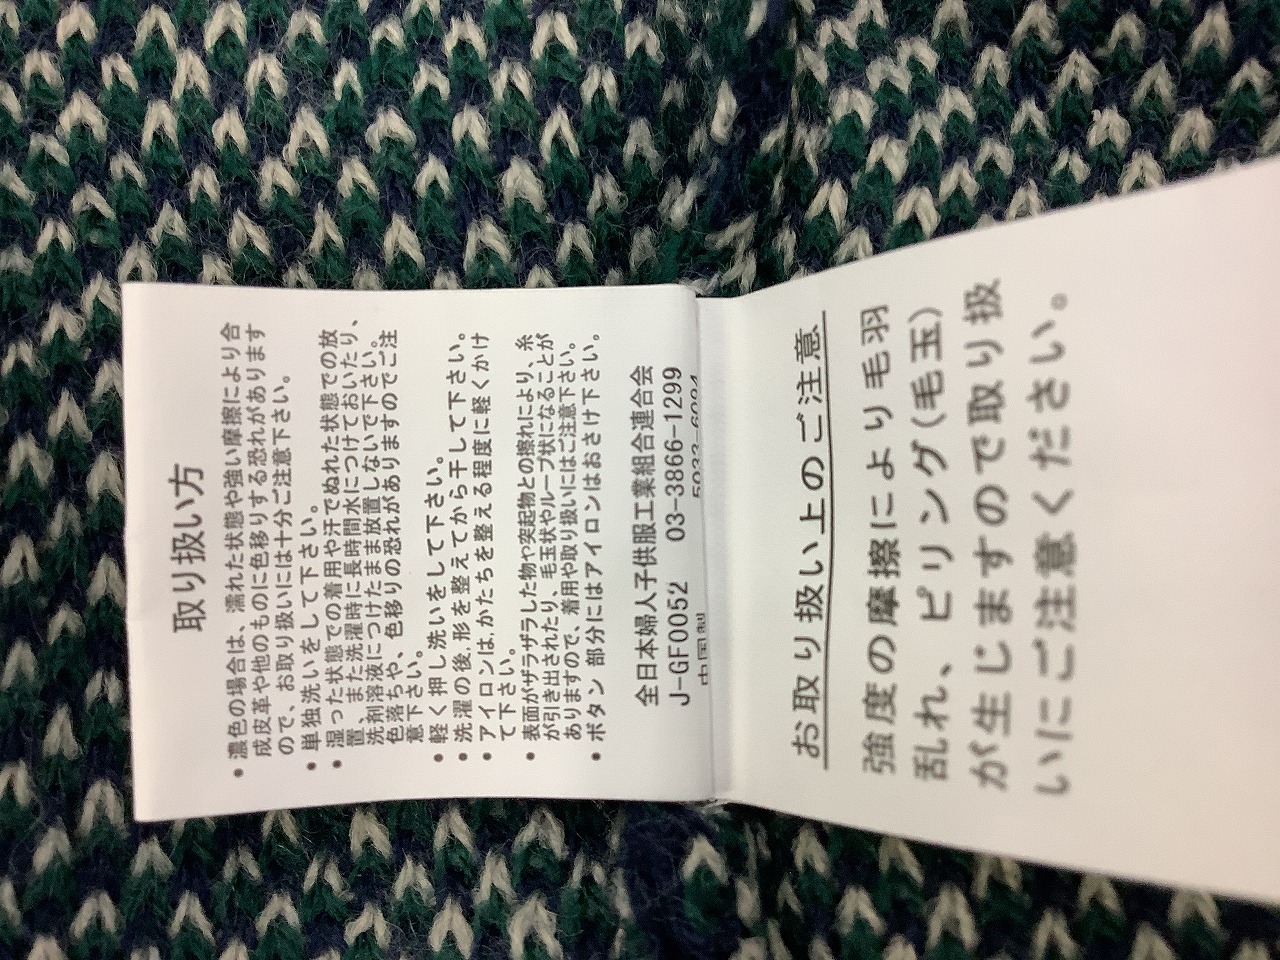 取り扱い方
•濃色の場合は、濡れた状態や強い摩擦により合
成皮革や他のものに色移りする恐れがあります
ので、お取り扱いには十分ご注意下さい。
•単独洗いをして下さい。
•湿った状態での着用や汗でぬれた状態での放
置、また洗濯時に長時間水につけておいたり、
洗剤溶液につけたまま放置しないで下さい。
色落ちや、色移りの恐れがありますのでご注
意下さい。
•軽く押し洗いをして下さい。
•洗濯の後,形を整えてから干して下さい。
•アイロンは,かたちを整える程度に軽くかけ
て下さい。
•表面がザラザラした物や突起物との擦れにより、糸
が引き出されたり、毛玉状やループ状になることが
ありますので、着用や取り扱いにはご注意下さい。
•ボタン 部分にはアイロンはおさけ下さい。
全日本婦人子供服工業組合連合会
J-GF0052 03-3866-1299
中国製 5933-6094
お取り扱い上のご注意
強度の摩擦により毛羽
乱れ、ピリング(毛玉)
が生じますので取り扱
いにご注意ください。